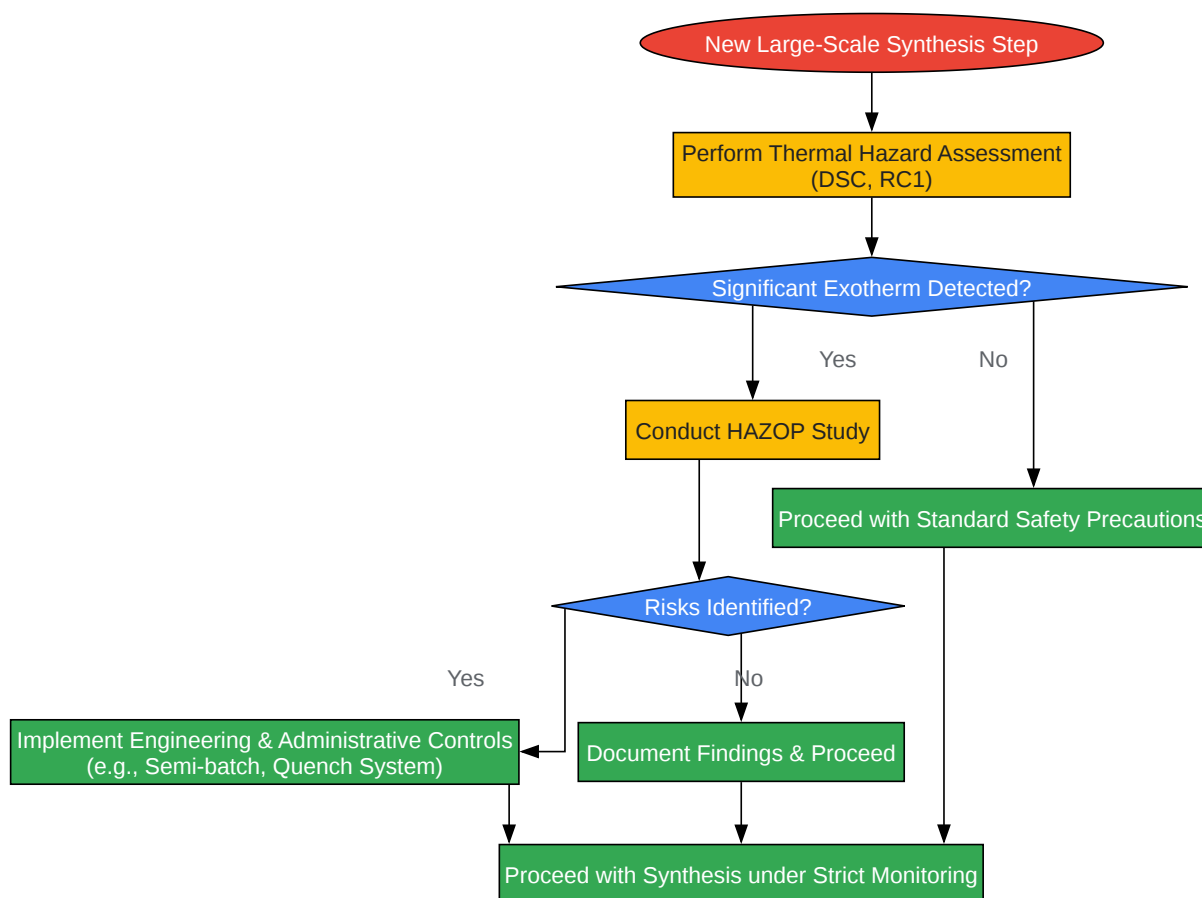 New Large-Scale Synthesis Step
Perform Thermal Hazard Assessment
(DSC, RC1)
Significant Exotherm Detected?
Yes
No
Conduct HAZOP Study
Proceed with Standard Safety Precautions
Risks Identified?
Yes
No
Implement Engineering & Administrative Controls
(e.g., Semi-batch, Quench System)
Document Findings & Proceed
Proceed with Synthesis under Strict Monitoring